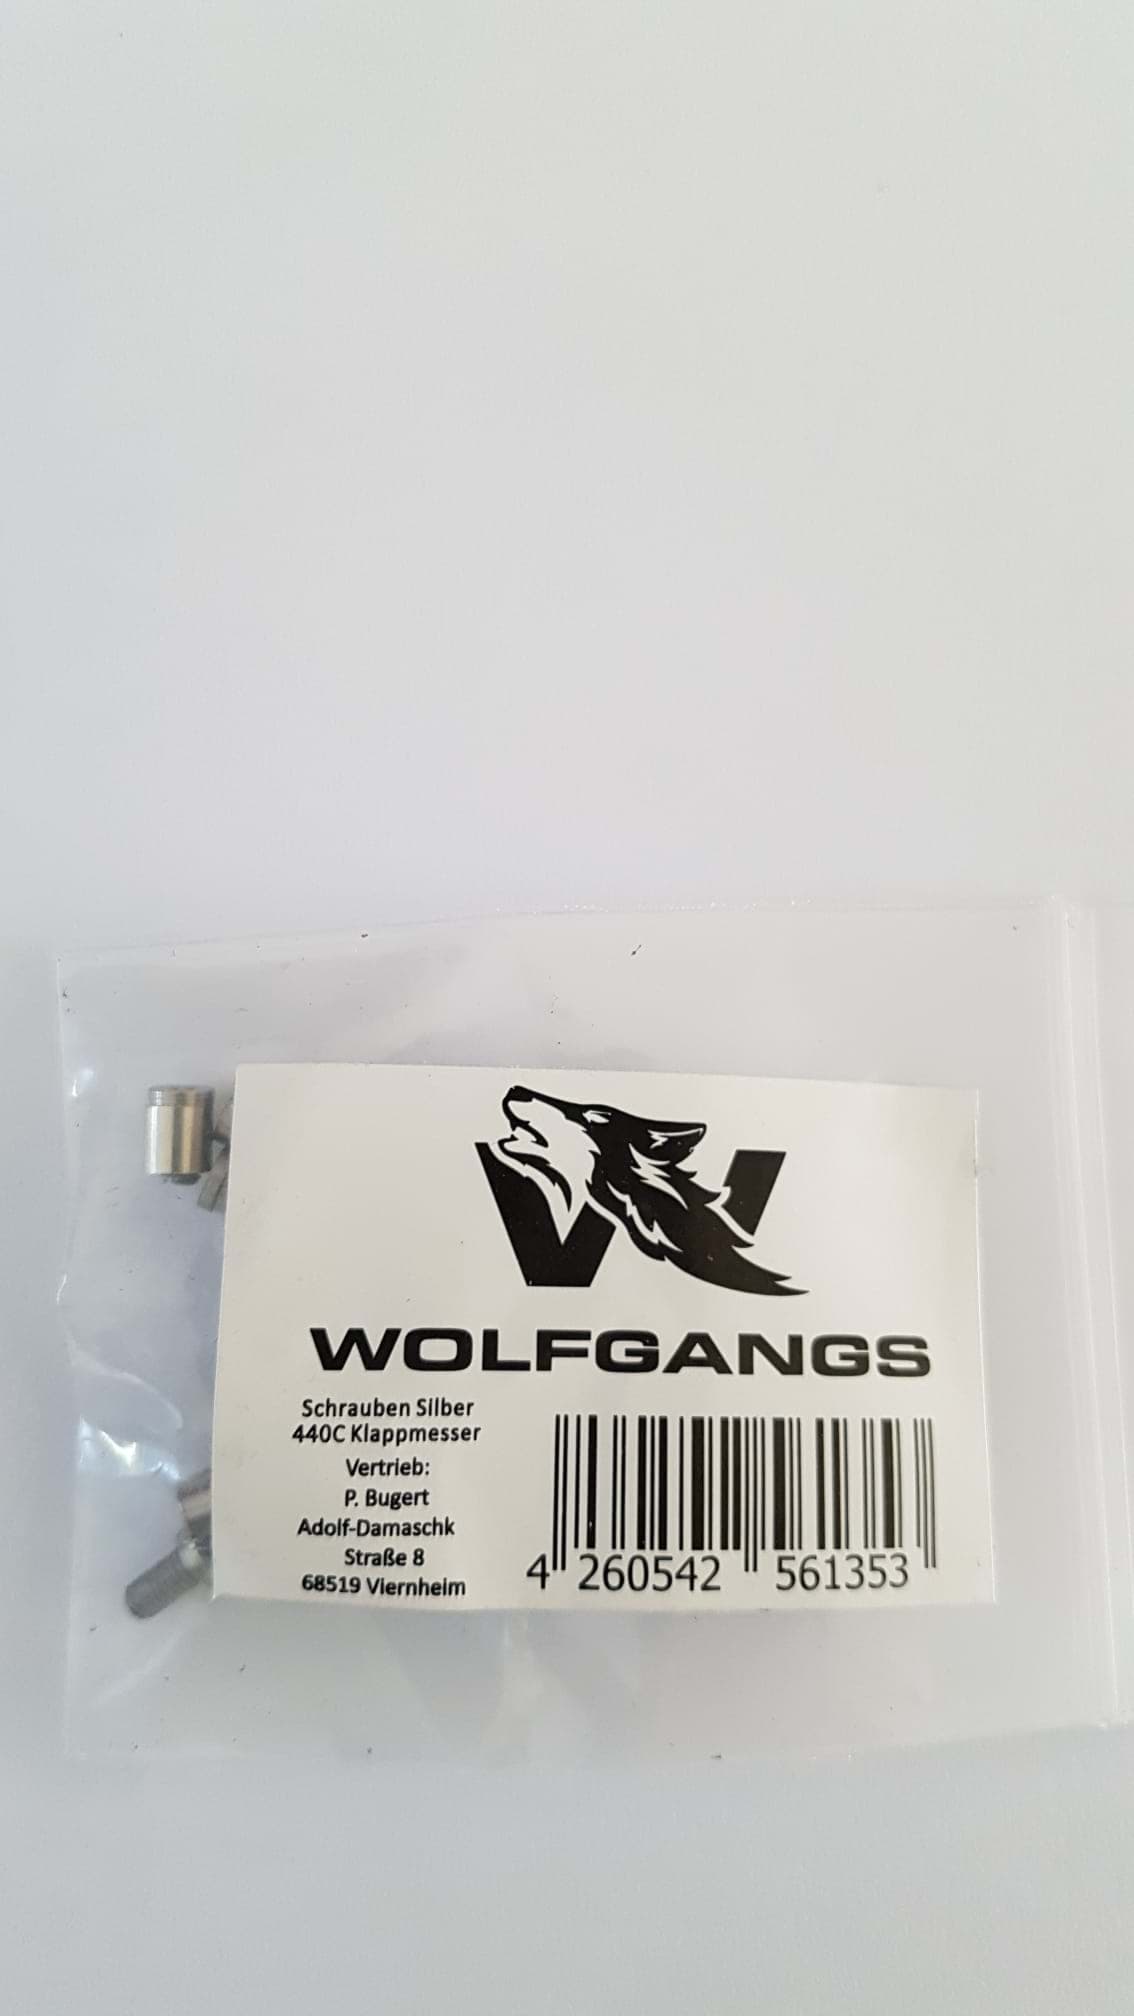 WOLFGANGS
Schrauben Silber
440C Klappmesser
Vertrieb:
P. Bugert
Adolf-Damaschk
Straße 8
68519 Viernheim
4 260542 561353